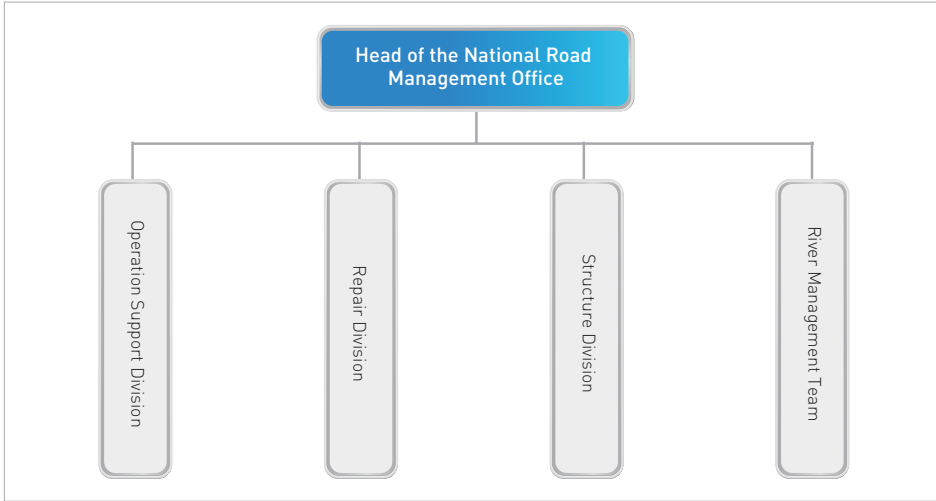 Head of the National Road
Management Office
Operation Support Division
Repair Division
Structure Division
River Management Team